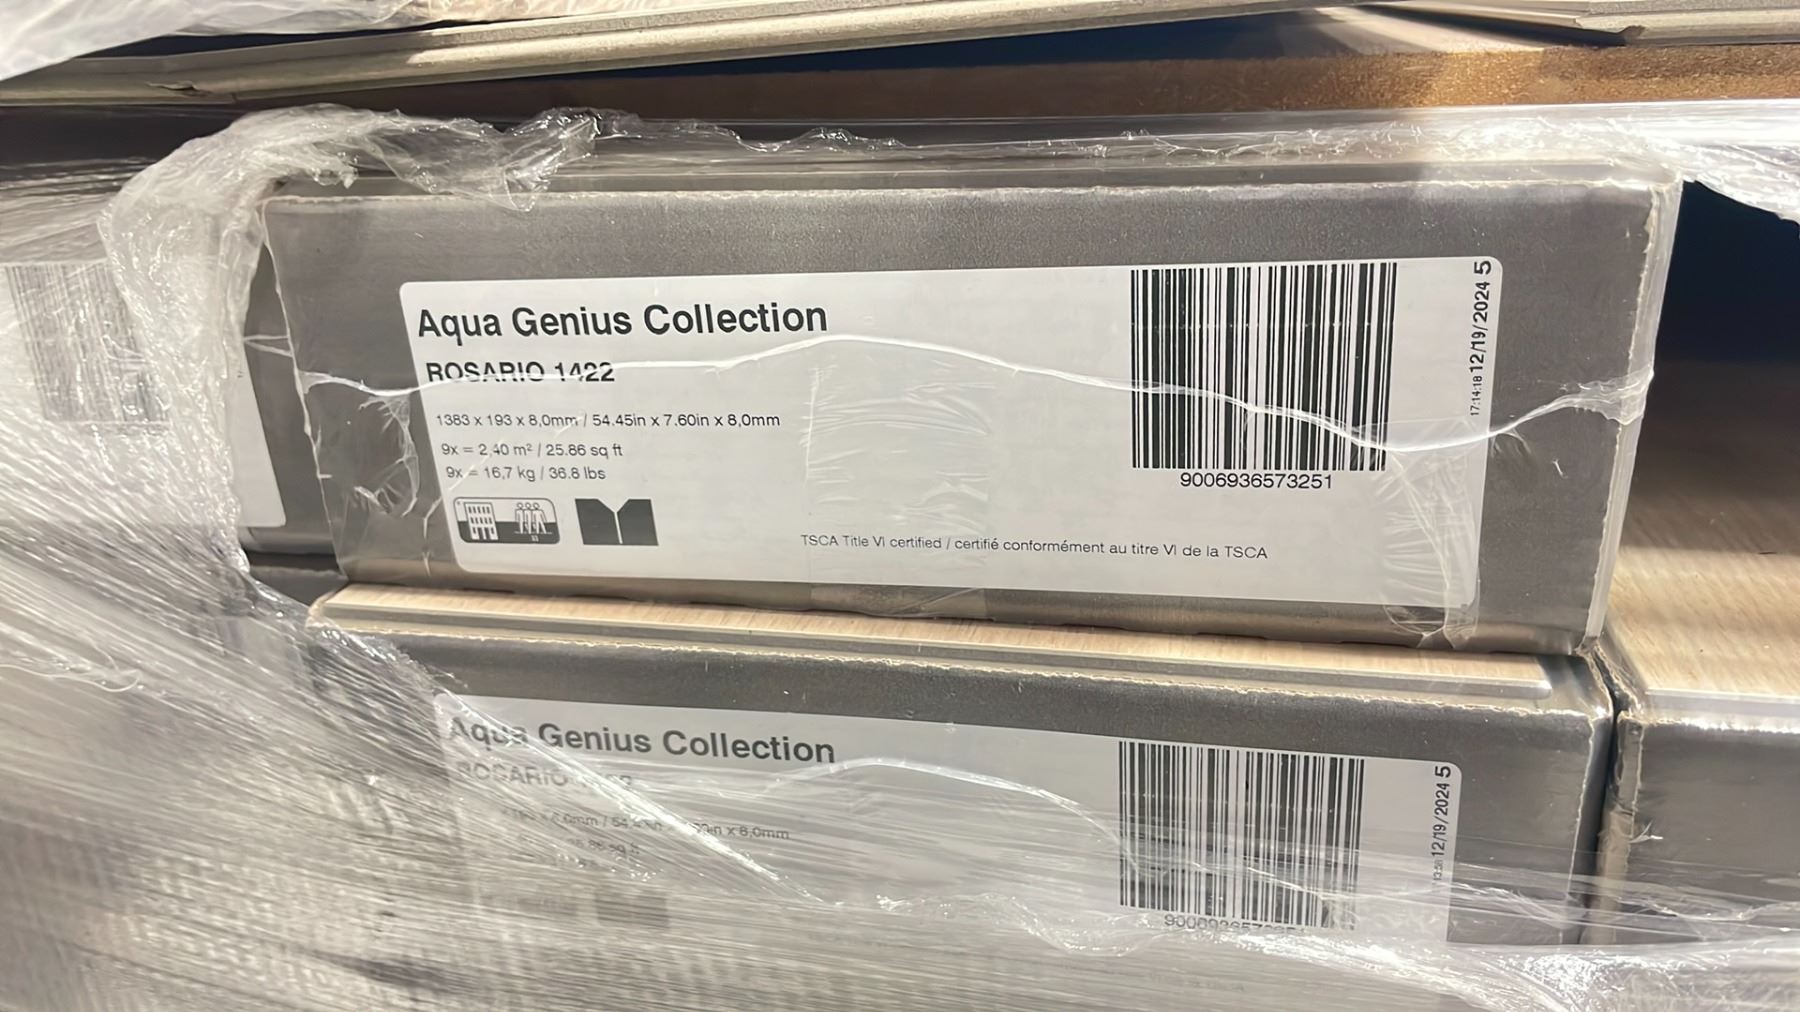 Aqua Genius Collection
ROSARIO 1422
1383 x 193 x 8,0mm / 54.45in x 7.60in x 8,0mm
9x = 2,40 m² / 25.86 sq ft
9x = 16,7 kg / 36.8 lbs
9006936573251
17:14:18 12/19/2024 5
TSCA Title VI certified / certifié conformément au titre VI de la TSCA
Aqua Genius Collection
ROSARIO
x 8,0mm
12/19/2024 5